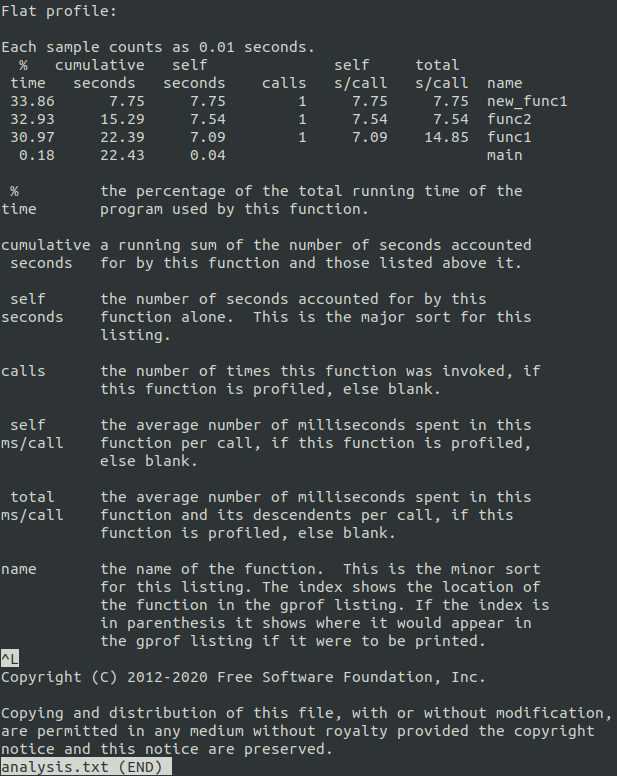 Flat profile:

Each sample counts as 0.01 seconds.
  %   cumulative   self              self     total
 time   seconds   seconds    calls   s/call   s/call  name
 33.86      7.75     7.75        1     7.75     7.75  new_func1
 32.93     15.29     7.54        1     7.54     7.54  func2
 30.97     22.39     7.09        1     7.09    14.85  func1
  0.18     22.43     0.04                             main

 %         the percentage of the total running time of the
time       program used by this function.

cumulative a running sum of the number of seconds accounted
 seconds   for by this function and those listed above it.

 self      the number of seconds accounted for by this
seconds    function alone.  This is the major sort for this
           listing.

calls      the number of times this function was invoked, if
           this function is profiled, else blank.

 self      the average number of milliseconds spent in this
ms/call    function per call, if this function is profiled,
           else blank.

 total     the average number of milliseconds spent in this
ms/call    function and its descendents per call, if this
           function is profiled, else blank.

name       the name of the function.  This is the minor sort
           for this listing. The index shows the location of
           the function in the gprof listing. If the index is
           in parenthesis it shows where it would appear in
           the gprof listing if it were to be printed.
^L
Copyright (C) 2012-2020 Free Software Foundation, Inc.

Copying and distribution of this file, with or without modification,
are permitted in any medium without royalty provided the copyright
notice and this notice are preserved.
analysis.txt (END)